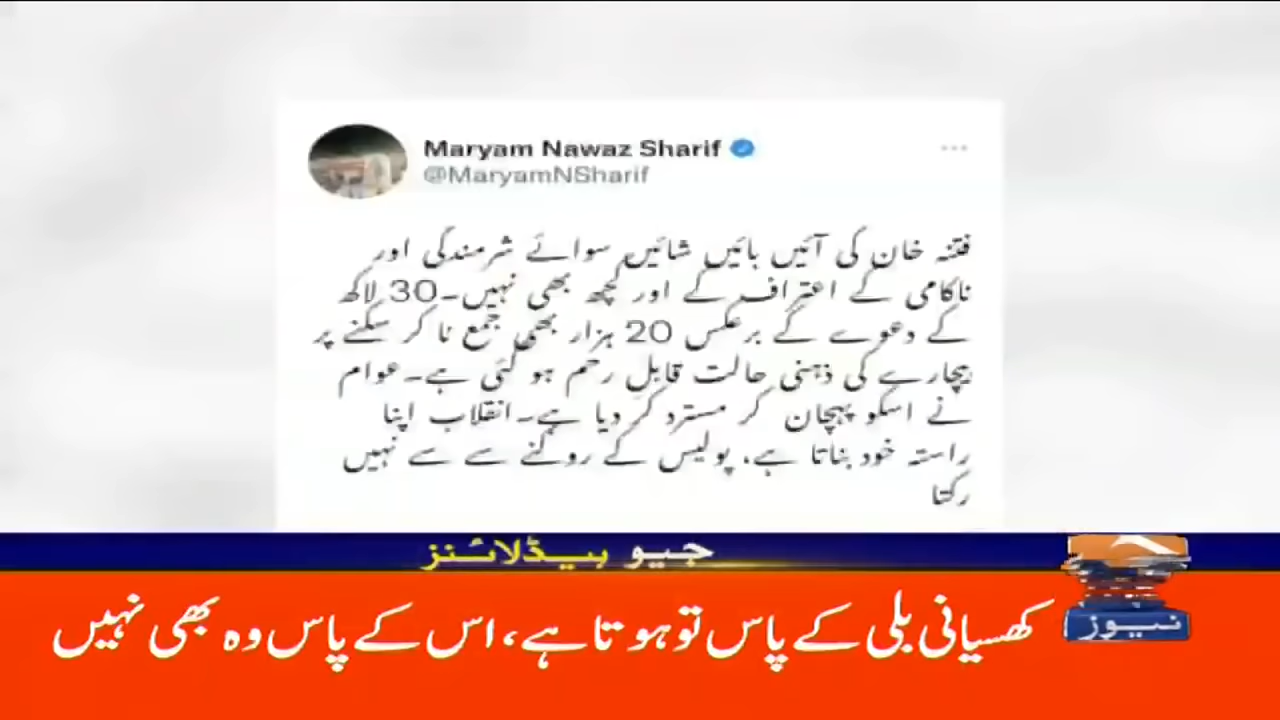 Maryam Nawaz Sharif
@MaryamNSharif
فتنہ خان کی آئیں بائیں شائیں سوائے شرمندگی اور
ناکامی کے اعتراف کے اور کچھ بھی نہیں۔30 لاکھ
کے دعوے کے برعکس 20 ہزار بھی جمع نا کر سکنے پر
بیچارے کی ذہنی حالت قابلِ رحم ہو گئی ہے۔عوام
نے اسکو پہچان کر مسترد کر دیا ہے۔انقلاب اپنا
راستہ خود بناتا ہے، پولیس کے روکنے سے سے نہیں
رکتا
جیو ہیڈلائنز
کھسیانی بلی کے پاس تو ہوتا ہے، اس کے پاس وہ بھی نہیں
نیوز